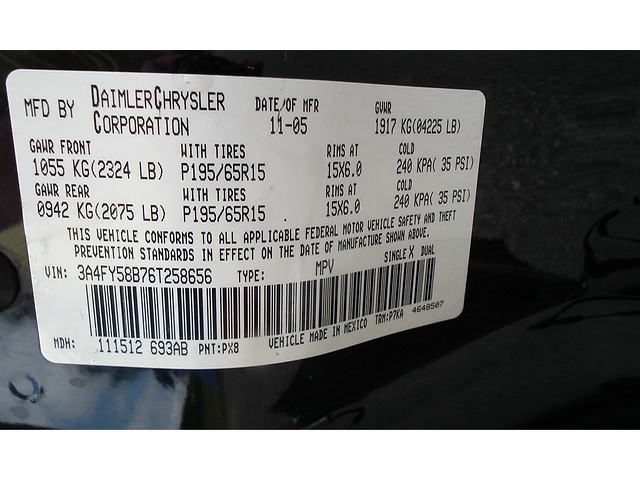 MFD BY DAIMLERCHRYSLER CORPORATION DATE OF MFR 11-05 GVWR 1917 KG(04225 LB)
GAWR FRONT WITH TIRES RIMS AT COLD
1055 KG(2324 LB) P195/65R15 15X6.0 240 KPA( 35 PSI)
GAWR REAR WITH TIRES RIMS AT COLD
0942 KG(2075 LB) P195/65R15 15X6.0 240 KPA( 35 PSI)
THIS VEHICLE CONFORMS TO ALL APPLICABLE FEDERAL MOTOR VEHICLE SAFETY AND THEFT
PREVENTION STANDARDS IN EFFECT ON THE DATE OF MANUFACTURE SHOWN ABOVE.
VIN: 3A4FY58B76T258656 TYPE: MPV SINGLE X DUAL
MDH: 111512 693AB PNT:PX8 VEHICLE MADE IN MEXICO TRM:P7KA 4648507